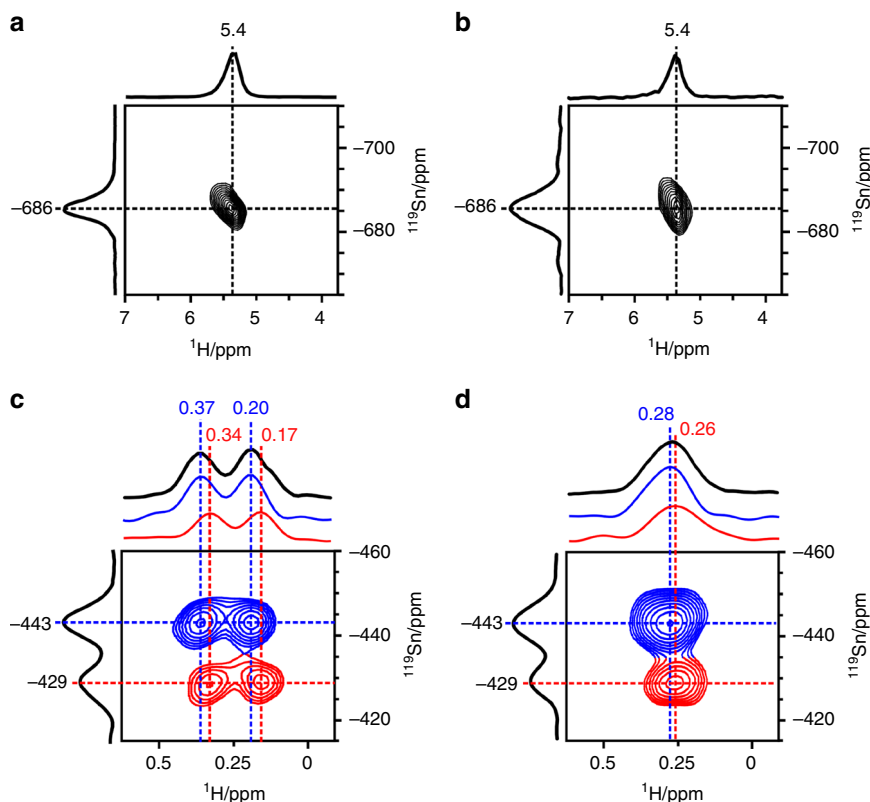 a
5.4
–700
–686
–680
119Sn/ppm
7 6 5 4
1H/ppm
b
5.4
–700
–686
–680
119Sn/ppm
7 6 5 4
1H/ppm
c
0.37 0.20
0.34 0.17
–460
–443
–440
–429
–420
119Sn/ppm
0.5 0.25 0
1H/ppm
d
0.28
0.26
–460
–443
–440
–429
–420
119Sn/ppm
0.5 0.25 0
1H/ppm